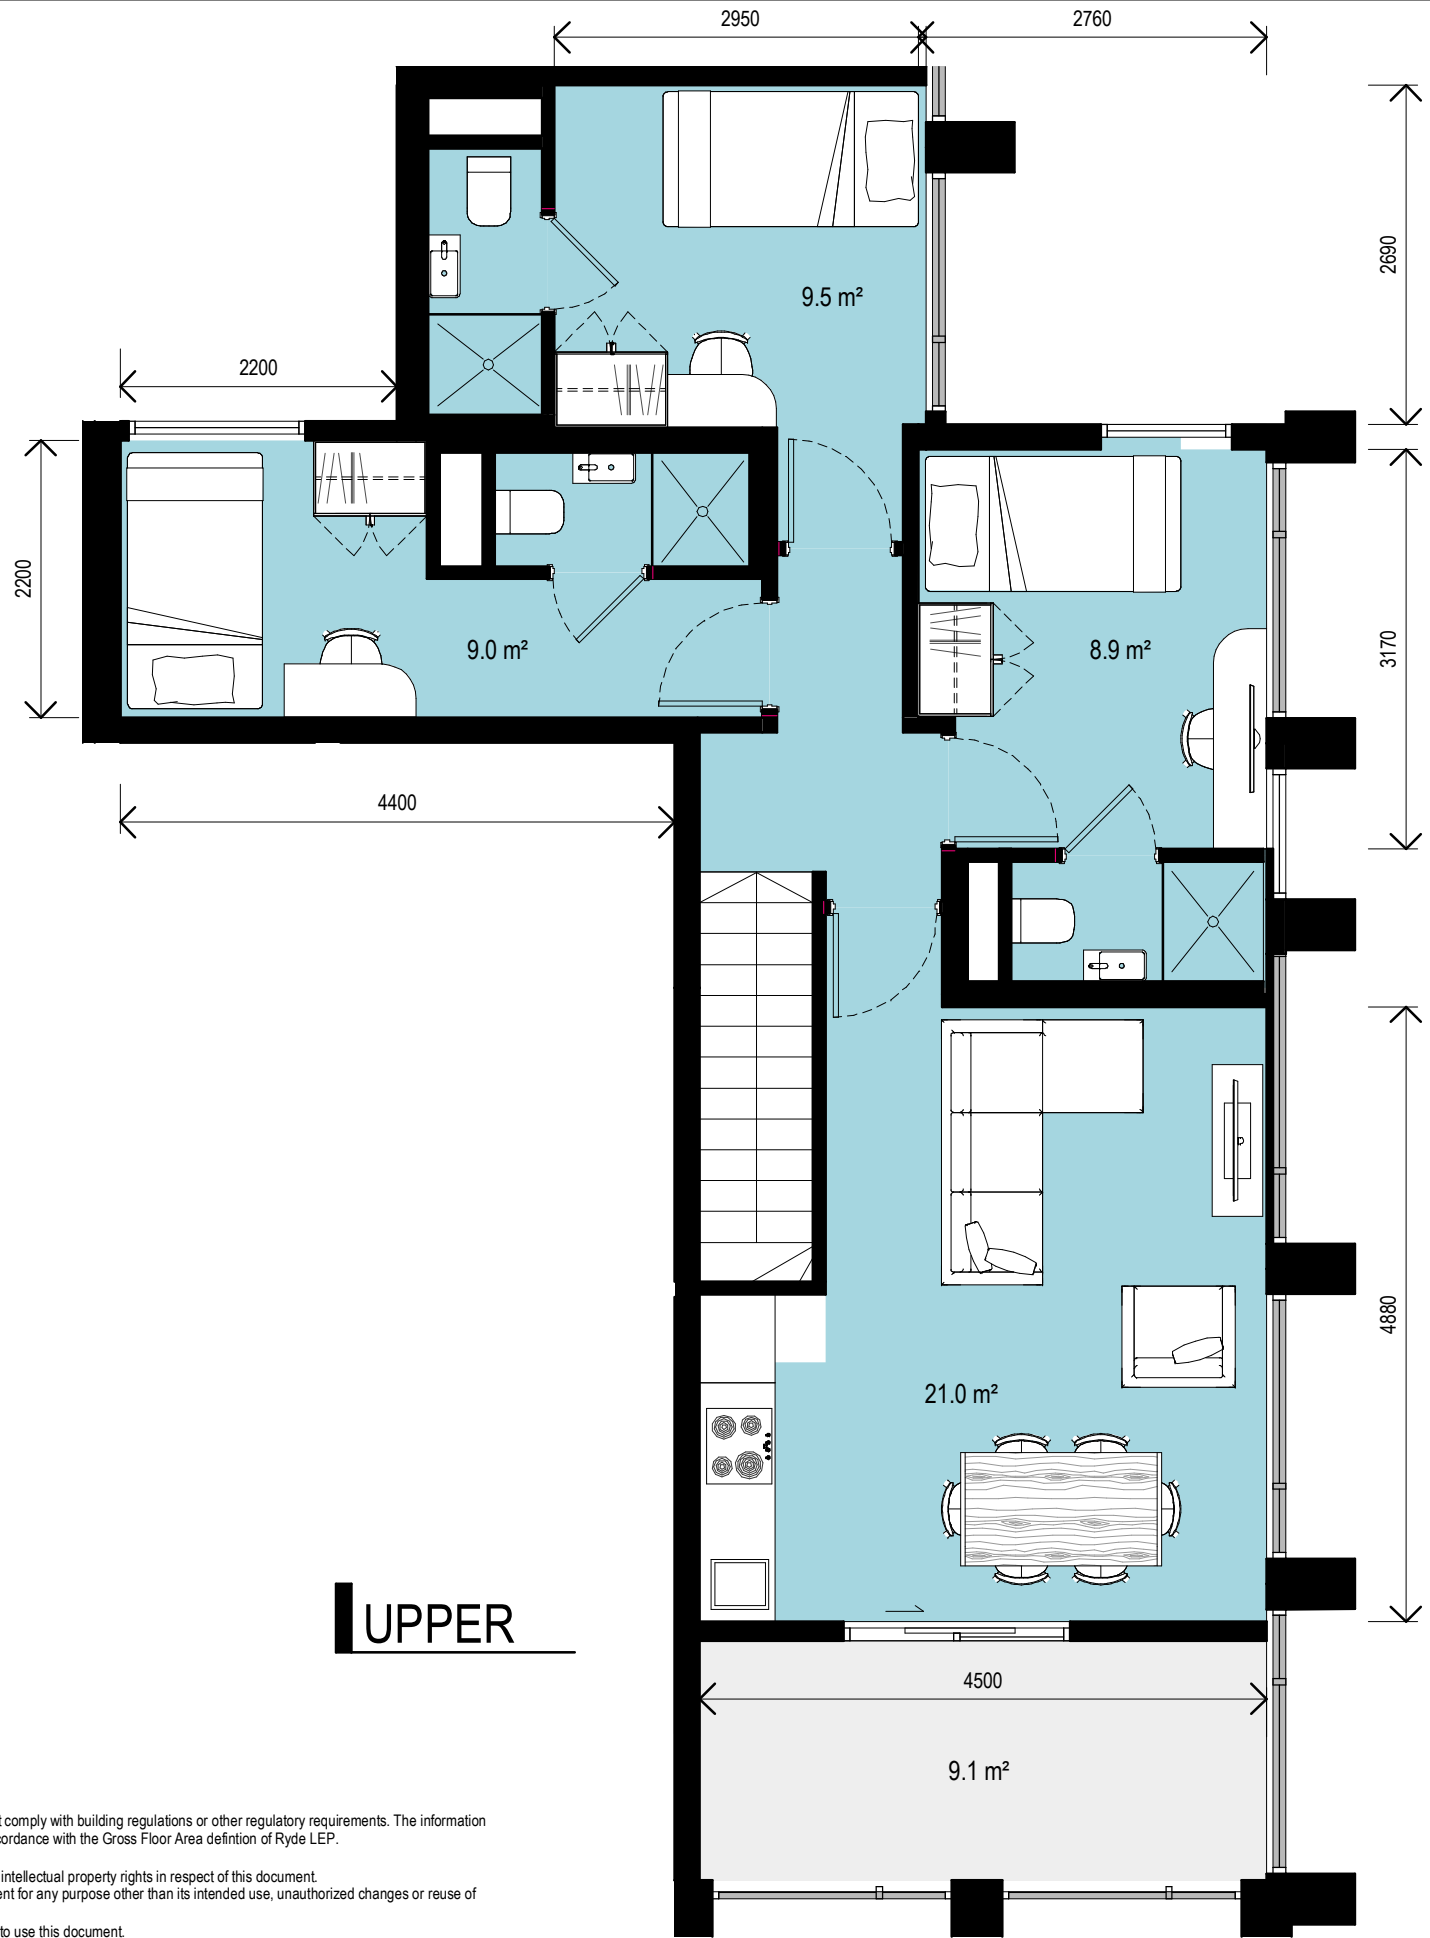 2950
2760
2690
9.5 m²
2200
2200
9.0 m²
8.9 m²
3170
4400
4880
21.0 m²
UPPER
4500
9.1 m²
t comply with building regulations or other regulatory requirements. The information
cordance with the Gross Floor Area defintion of Ryde LEP.
intellectual property rights in respect of this document.
ent for any purpose other than its intended use, unauthorized changes or reuse of
to use this document.